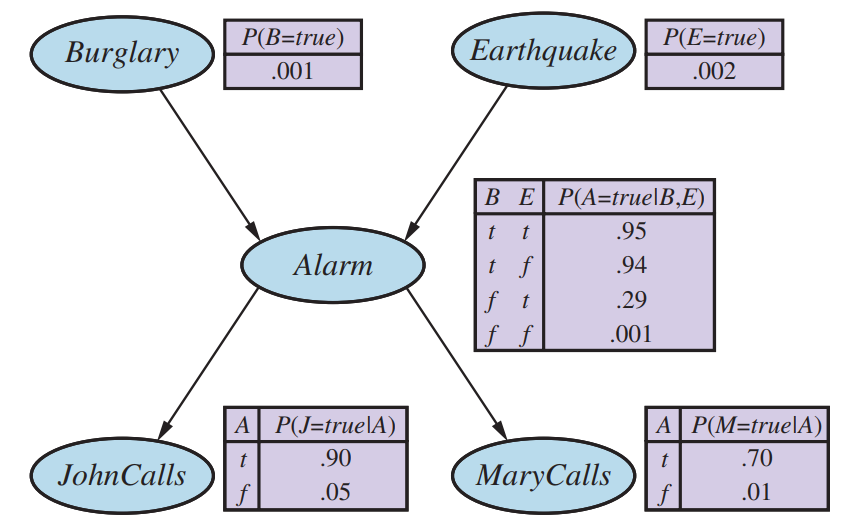 Burglary
P(B=true)
.001
Earthquake
P(E=true)
.002
Alarm
B E P(A=true|B,E)
t t .95
t f .94
f t .29
f f .001
JohnCalls
A P(J=true|A)
t .90
f .05
MaryCalls
A P(M=true|A)
t .70
f .01